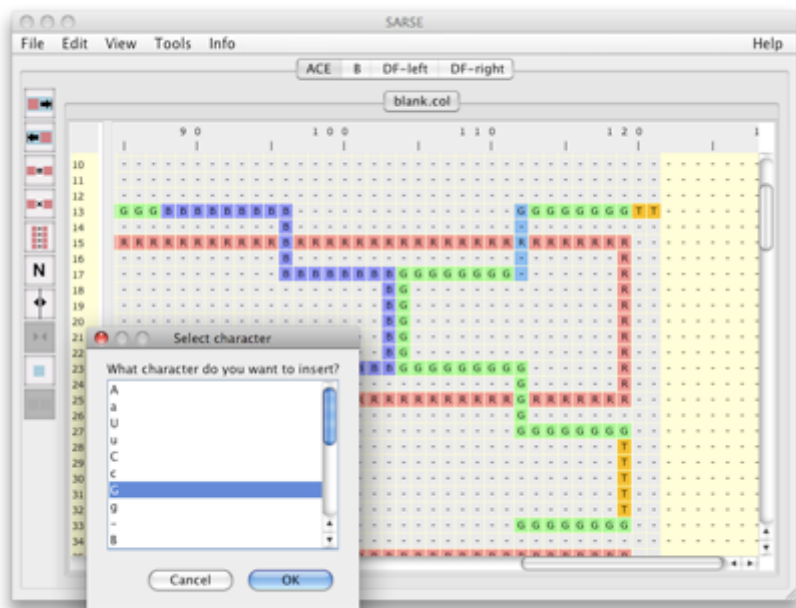 SARSE
File Edit View Tools Info Help
ACE B DF-left DF-right
blank.col
90 100 110 120 1
10
11
12
13 G G G B B B B B B B B B G G G G G G G G T T
14 B
15 R R R R R R R R R R R B R R R R R R R R R R R R R R R R R R R R R R R
16 B R
17 B B B B B B B B G G G G G G G G R
18 B G R
19 B G R
20 B G R
21 B G R
22 B G R
23 B B G G G G G G G G G R
24 G R
25 R R R R R R R R R R G R R R R R R R
26 G
27 G G G G G G G G
28 T
29 T
30 T
31 T
32 T
33 G G G G G G G G
34
N
Select character
What character do you want to insert?
A
a
U
u
C
c
G
g
-
B
Cancel OK